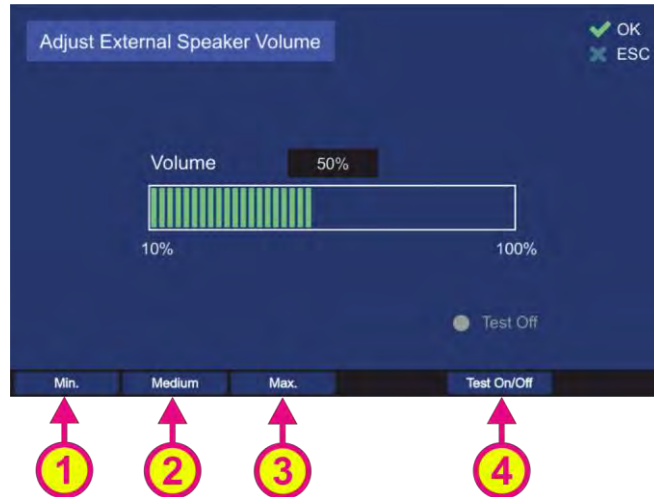 Adjust External Speaker Volume
OK
ESC
Volume 50%
10% 100%
Test Off
Min. Medium Max. Test On/Off
1 2 3 4